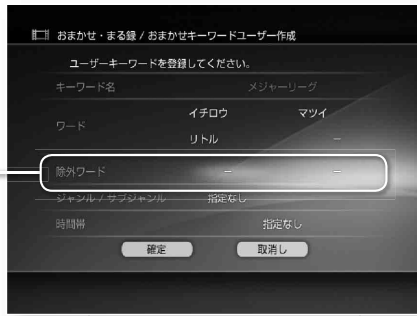 おまかせ・まる録 / おまかせキーワードユーザー作成
ユーザーキーワードを登録してください。
キーワード名 メジャーリーグ
ワード イチロウ マツイ
リトル －
除外ワード － －
ジャンル / サブジャンル 指定なし
時間帯 指定なし
確定 取消し